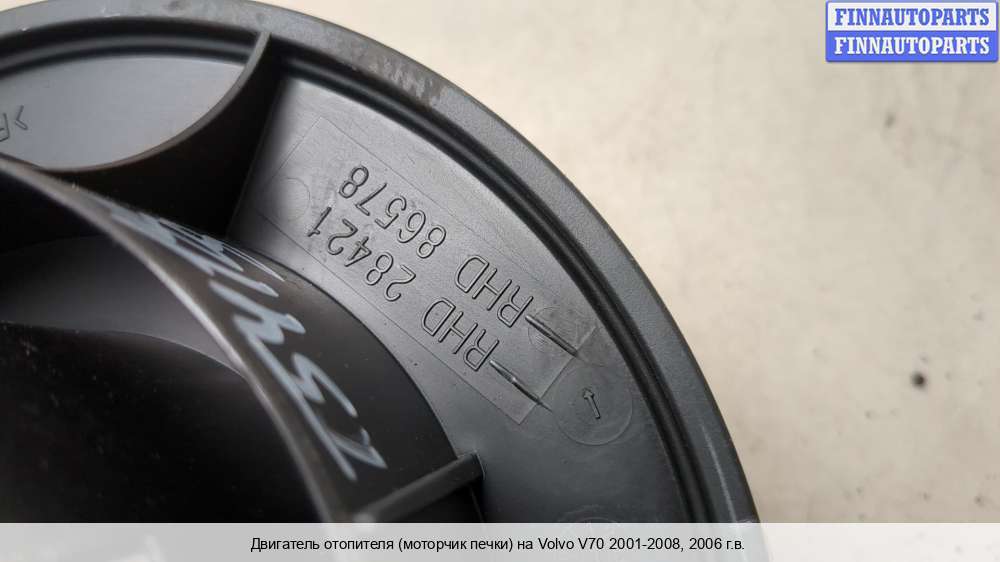 FINNAUTOPARTS
FINNAUTOPARTS
RHD 86578
RHD 28421
Двигатель отопителя (моторчик печки) на Volvo V70 2001-2008, 2006 г.в.